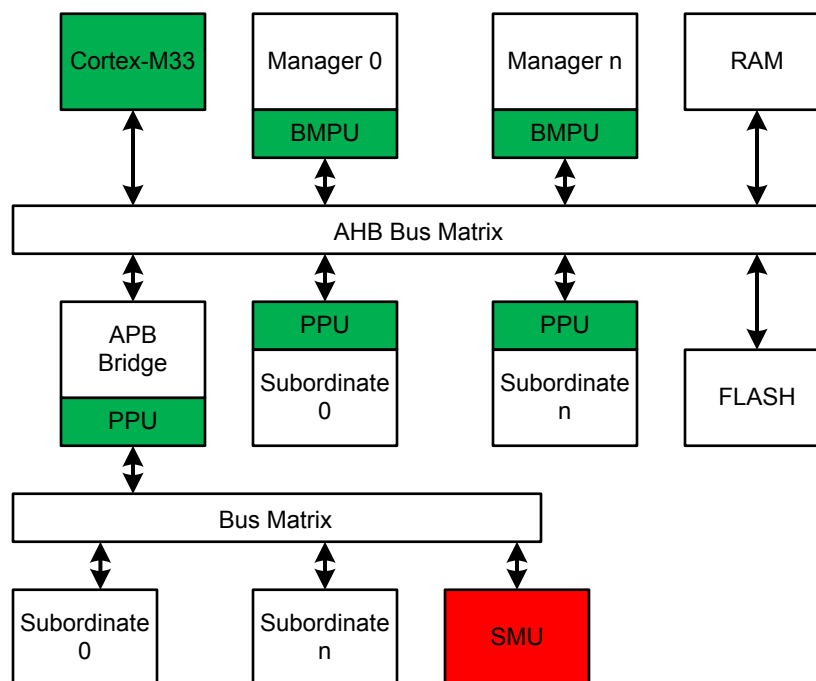 Cortex-M33
Manager 0
Manager n
RAM
BMPU
BMPU
AHB Bus Matrix
APB
Bridge
PPU
PPU
PPU
Subordinate
0
Subordinate
n
FLASH
Bus Matrix
Subordinate
0
Subordinate
n
SMU